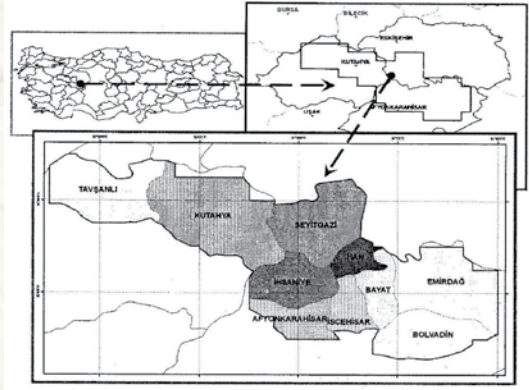 BURSA
BİLECİK
ESKİŞEHİR
KUTAHYA
AFYONKARAHİSAR
UŞAK
TAVŞANLI
KUTAHYA
SEYİTGAZİ
HAN
İHSANİYE
BAYAT
EMİRDAĞ
AFYONKARAHİSAR
İSCEHİSAR
BOLVADİN